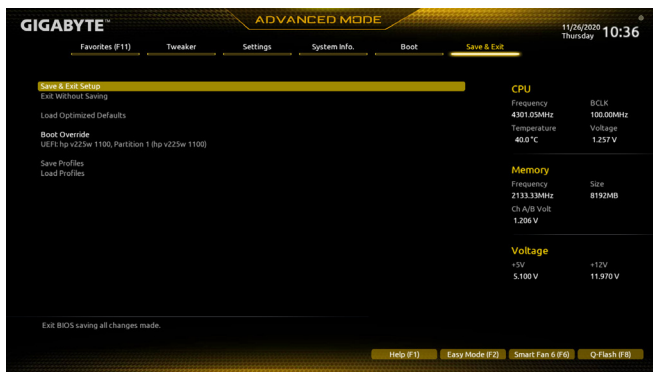 GIGABYTE™
ADVANCED MODE
11/26/2020
Thursday
10:36
Favorites (F11) Tweaker Settings System Info. Boot Save & Exit
Save & Exit Setup
Exit Without Saving
Load Optimized Defaults
Boot Override
UEFI: hp v225w 1100, Partition 1 (hp v225w 1100)
Save Profiles
Load Profiles
CPU
Frequency BCLK
4301.05MHz 100.00MHz
Temperature Voltage
40.0 °C 1.257 V
Memory
Frequency Size
2133.33MHz 8192MB
Ch A/B Volt
1.206 V
Voltage
+5V +12V
5.100 V 11.970 V
Exit BIOS saving all changes made.
Help (F1) Easy Mode (F2) Smart Fan 6 (F6) Q-Flash (F8)